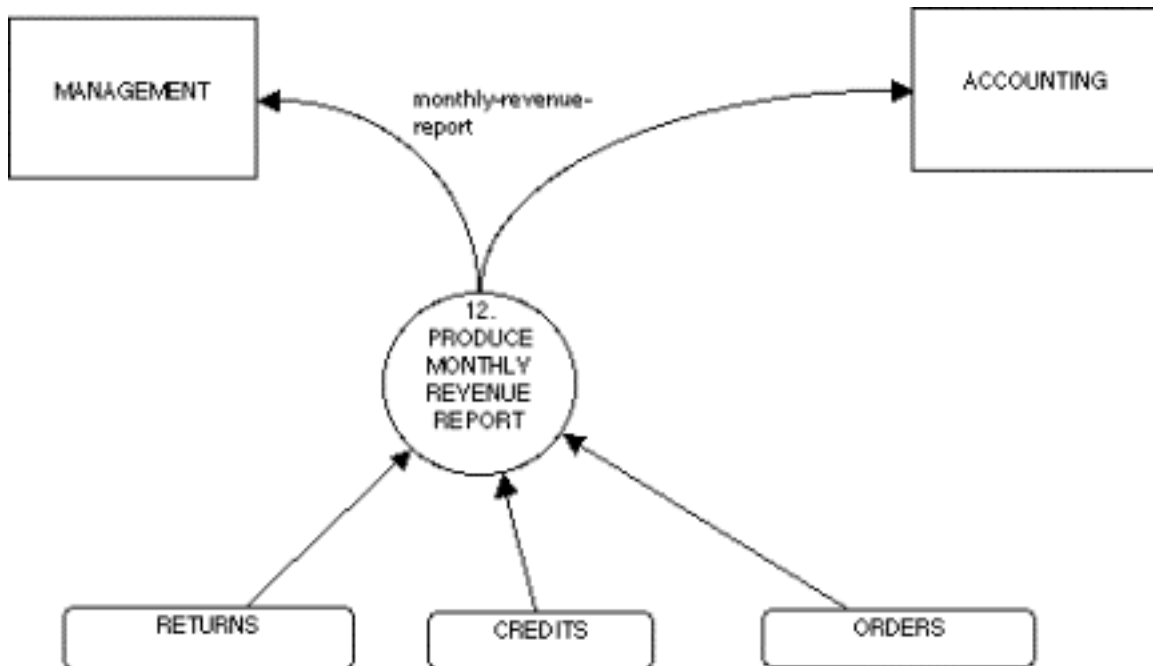 MANAGEMENT
ACCOUNTING
monthly-revenue-
report
12.
PRODUCE
MONTHLY
REVENUE
REPORT
RETURNS
CREDITS
ORDERS